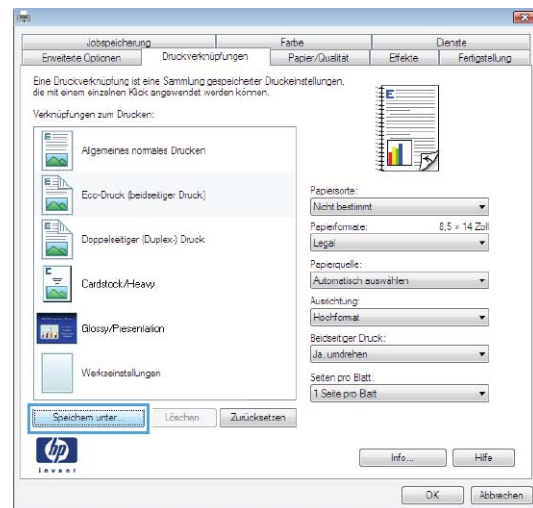 Jobspeicherung Farbe Dienste
Erweiterte Optionen Druckverknüpfungen Papier/Qualität Effekte Fertigstellung
Eine Druckverknüpfung ist eine Sammlung gespeicherter Druckeinstellungen,
die mit einem einzelnen Klick angewendet werden können.
Verknüpfungen zum Drucken:
E
Allgemeines normales Drucken
Eco-Druck (beidseitiger Druck)
Doppelseitiger (Duplex-) Druck
Cardstock/Heavy
Glossy/Presentation
Werkseinstellungen
Speichern unter... Löschen Zurücksetzen
Papiersorte:
Nicht bestimmt
Papierformate: 8,5 × 14 Zoll
Legal
Papierquelle:
Automatisch auswählen
Ausrichtung:
Hochformat
Beidseitiger Druck:
Ja, umdrehen
Seiten pro Blatt:
1 Seite pro Blatt
hp
invent
Info... Hilfe
OK Abbrechen